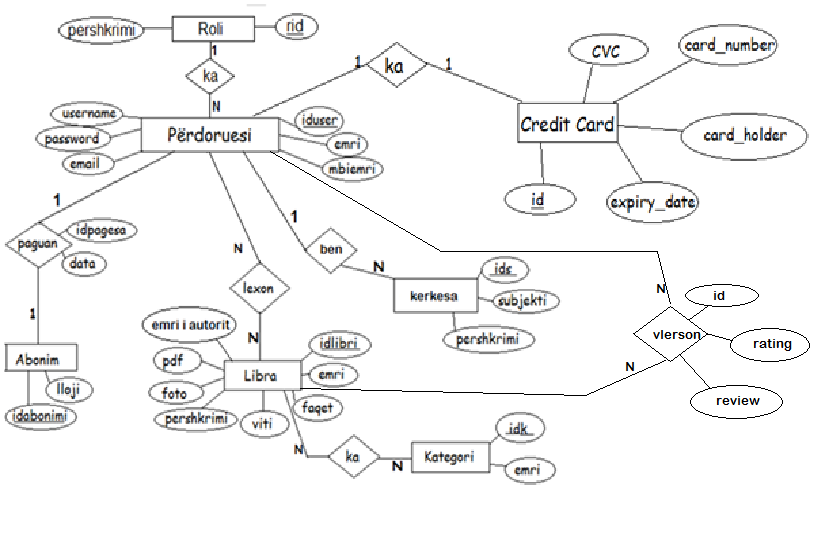 pershkrimi
Roli
rid
1
ka
N
1
ka
1
CVC
card_number
Credit Card
card_holder
id
expiry_date
username
password
email
Përdoruesi
iduser
emri
mbiemri
1
paguan
idpagesa
data
1
Abonim
lloji
idabonimi
N
lexon
N
1
ben
N
kerkesa
subjekti
pershkrimi
N
vlerson
id
rating
review
N
emri i autorit
pdf
foto
pershkrimi
viti
Libra
idlibri
emri
faqet
N
ka
N
Kategori
idk
emri